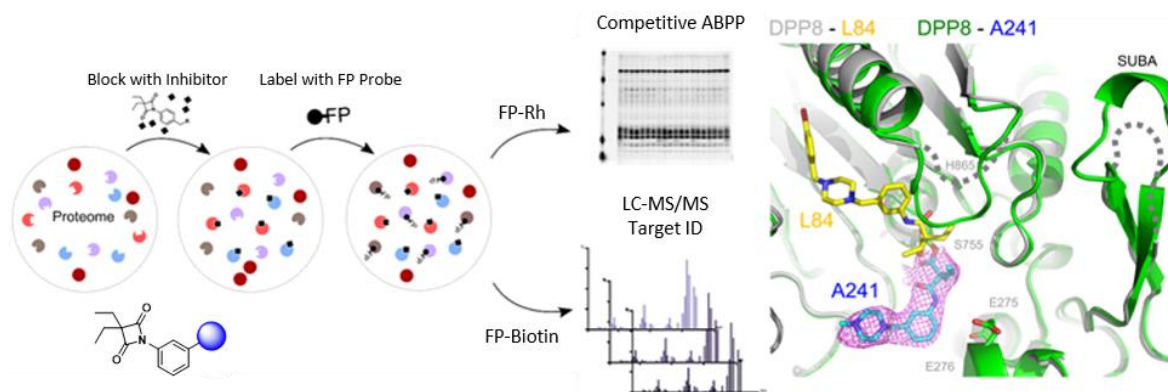 Block with Inhibitor
Label with FP Probe
FP
Proteome
FP-Rh
FP-Biotin
Competitive ABPP
LC-MS/MS
Target ID
O
N
O
DPP8 - L84
DPP8 - A241
SUBA
H865
L84
S755
A241
E275
E276